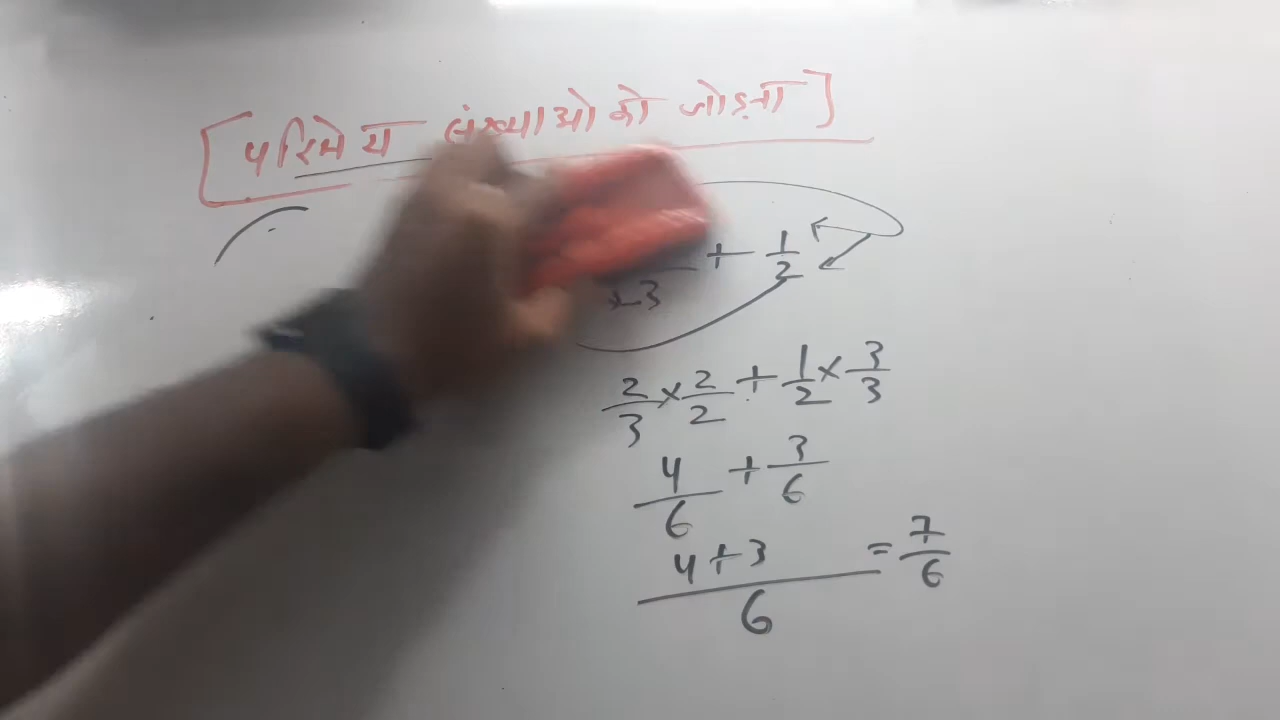 [परिमेय संख्याओ को जोड़ना]
3 + 1/2
2/3 × 2/2 + 1/2 × 3/3
4/6 + 3/6
4+3/6 = 7/6